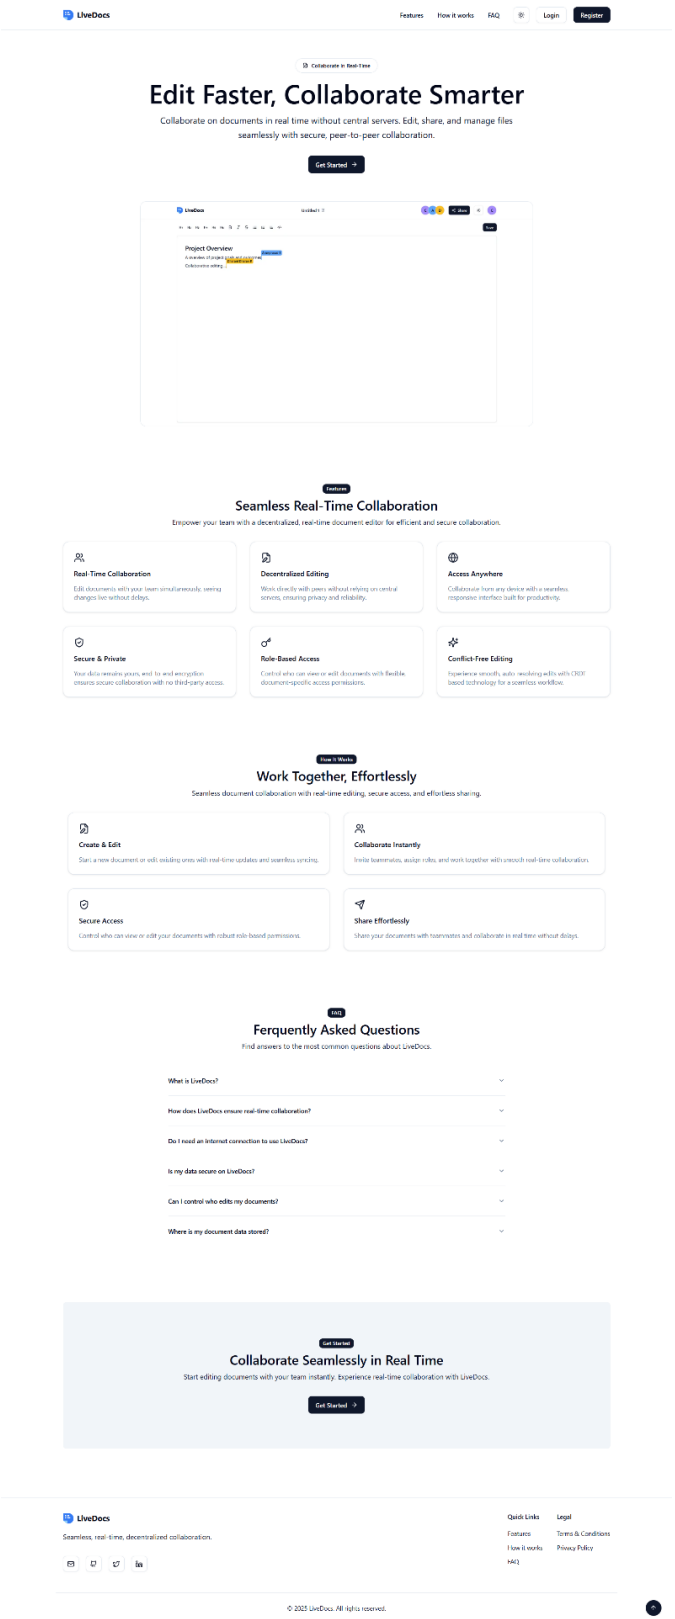 LiveDocs
Features How it works FAQ Login Register
Collaborate in Real-Time
Edit Faster, Collaborate Smarter
Collaborate on documents in real time without central servers. Edit, share, and manage files
seamlessly with secure, peer-to-peer collaboration.
Get Started
LiveDocs
Share
Save
Project Overview
A overview of project goals and outcomes
Collaborative editing...
Features
Seamless Real-Time Collaboration
Empower your team with a decentralized, real-time document editor for efficient and secure collaboration.
Real-Time Collaboration
Edit documents with your team simultaneously, seeing
changes live without delays.
Decentralized Editing
Work directly with peers without relying on central
servers, ensuring privacy and reliability.
Access Anywhere
Collaborate from any device with a seamless,
responsive interface built for productivity.
Secure & Private
Your data remains yours, end-to-end encryption
ensures secure collaboration with no third-party access.
Role-Based Access
Control who can view or edit documents with flexible
document-specific access permissions.
Conflict-Free Editing
Experience smooth, auto-resolving edits with CRDT
based technology for a seamless workflow.
How It Works
Work Together, Effortlessly
Seamless document collaboration with real-time editing, secure access, and effortless sharing.
Create & Edit
Start a new document or edit existing ones with real-time updates and seamless syncing.
Collaborate Instantly
Invite teammates, assign roles, and work together with smooth real-time collaboration.
Secure Access
Control who can view or edit your documents with robust role-based permissions.
Share Effortlessly
Share your documents with teammates and collaborate in real time without delays.
FAQ
Ferquently Asked Questions
Find answers to the most common questions about LiveDocs.
What is LiveDocs?
How does LiveDocs ensure real-time collaboration?
Do I need an internet connection to use LiveDocs?
Is my data secure on LiveDocs?
Can I control who edits my documents?
Where is my document data stored?
Get Started
Collaborate Seamlessly in Real Time
Start editing documents with your team instantly. Experience real-time collaboration with LiveDocs.
Get Started
LiveDocs
Seamless, real-time, decentralized collaboration.
Quick Links
Features
How it works
FAQ
Legal
Terms & Conditions
Privacy Policy
© 2025 LiveDocs. All rights reserved.